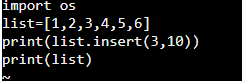 import os
list=[1,2,3,4,5,6]
print(list.insert(3,10))
print(list)
~